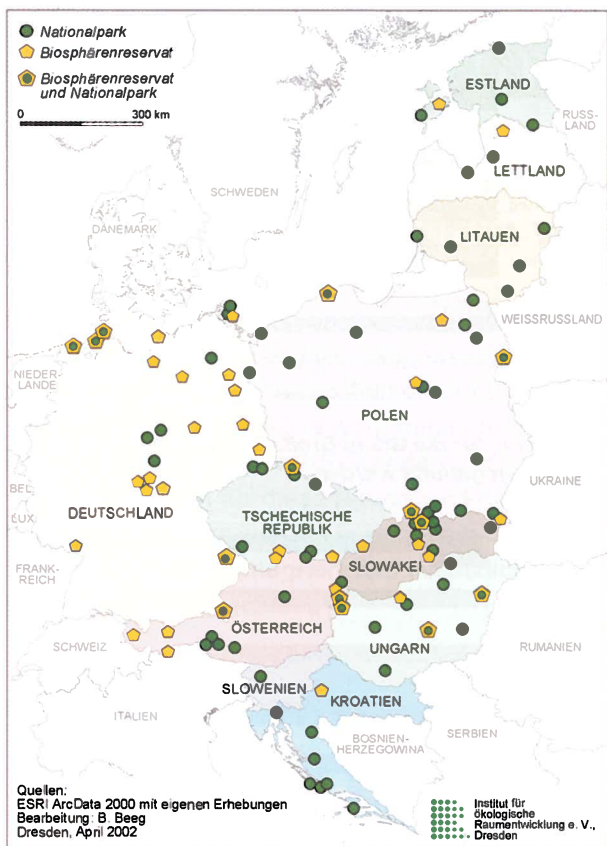 Nationalpark
Biosphärenreservat
Biosphärenreservat
und Nationalpark
0 300 km
ESTLAND
RUSS-
LAND
LETTLAND
SCHWEDEN
DÄNEMARK
LITAUEN
WEISSRUSSLAND
NIEDER-
LANDE
POLEN
UKRAINE
BEL.
LUX.
DEUTSCHLAND
TSCHECHISCHE
REPUBLIK
FRANK-
REICH
SLOWAKEI
ÖSTERREICH
SCHWEIZ
UNGARN
RUMÄNIEN
SLOWENIEN
KROATIEN
ITALIEN
BOSNIEN-
HERZEGOWINA
SERBIEN
Quellen:
ESRI ArcData 2000 mit eigenen Erhebungen
Bearbeitung: B. Beeg
Dresden, April 2002
Institut für
ökologische
Raumentwicklung e. V.,
Dresden